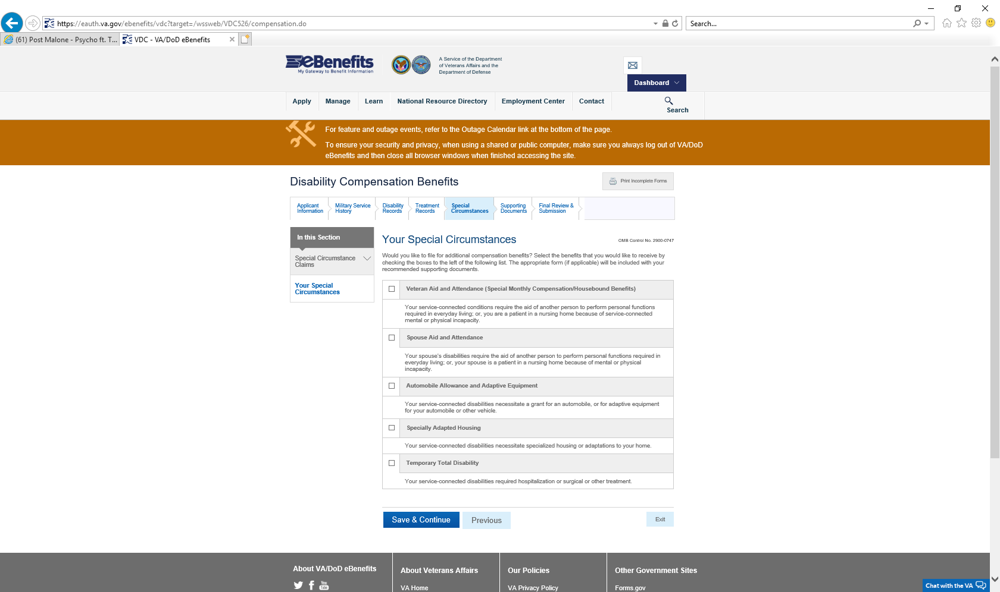 https://eauth.va.gov/ebenefits/vdc?target=/wssweb/VDC526/compensation.do
Search...
(61) Post Malone - Psycho ft. T...
VDC - VA/DoD eBenefits
eBenefits
My Gateway to Benefit Information
A Service of the Department
of Veterans Affairs and the
Department of Defense
Dashboard
Apply
Manage
Learn
National Resource Directory
Employment Center
Contact
Search
For feature and outage events, refer to the Outage Calendar link at the bottom of the page.
To ensure your security and privacy, when using a shared or public computer, make sure you always log out of VA/DoD
eBenefits and then close all browser windows when finished accessing the site.
Disability Compensation Benefits
Print Incomplete Forms
Applicant
Information
Military Service
History
Disability
Records
Treatment
Records
Special
Circumstances
Supporting
Documents
Final Review &
Submission
In this Section
Special Circumstance
Claims
Your Special
Circumstances
Your Special Circumstances
OMB Control No. 2900-0747
Would you like to file for additional compensation benefits? Select the benefits that you would like to receive by
checking the boxes to the left of the following list. The appropriate form (if applicable) will be included with your
recommended supporting documents.
Veteran Aid and Attendance (Special Monthly Compensation/Housebound Benefits)
Your service-connected conditions require the aid of another person to perform personal functions
required in everyday living; or, you are a patient in a nursing home because of service-connected
mental or physical incapacity.
Spouse Aid and Attendance
Your spouse's disabilities require the aid of another person to perform personal functions required in
everyday living; or, your spouse is a patient in a nursing home because of mental or physical
incapacity.
Automobile Allowance and Adaptive Equipment
Your service-connected disabilities necessitate a grant for an automobile, or for adaptive equipment
for your automobile or other vehicle.
Specially Adapted Housing
Your service-connected disabilities necessitate specialized housing or adaptations to your home.
Temporary Total Disability
Your service-connected disabilities required hospitalization or surgical or other treatment.
Save & Continue
Previous
Exit
About VA/DoD eBenefits
You Tube
About Veterans Affairs
VA Home
Our Policies
VA Privacy Policy
Other Government Sites
Forms.gov
Chat with the VA